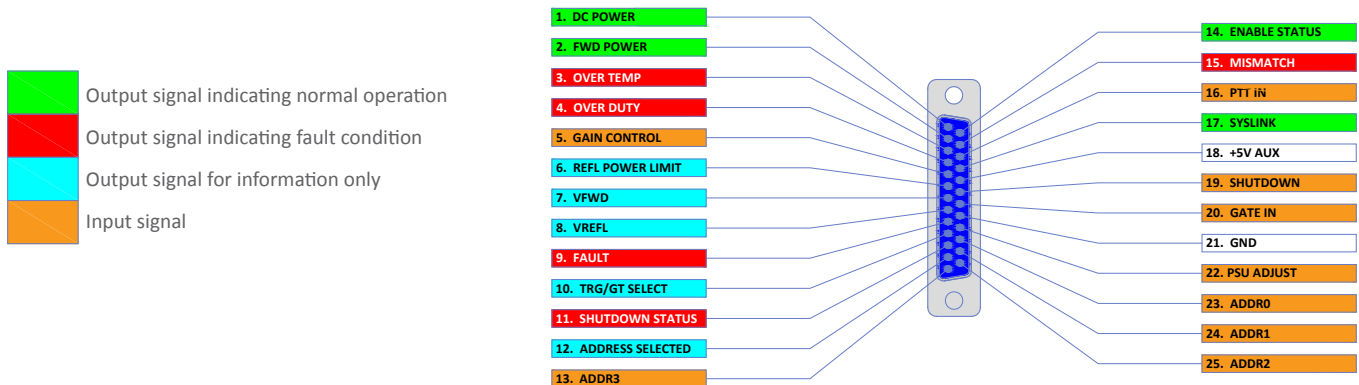 Output signal indicating normal operation
Output signal indicating fault condition
Output signal for information only
Input signal
1. DC POWER
2. FWD POWER
3. OVER TEMP
4. OVER DUTY
5. GAIN CONTROL
6. REFL POWER LIMIT
7. VFWD
8. VREFL
9. FAULT
10. TRG/GT SELECT
11. SHUTDOWN STATUS
12. ADDRESS SELECTED
13. ADDR3
14. ENABLE STATUS
15. MISMATCH
16. PTT IN
17. SYSLINK
18. +5V AUX
19. SHUTDOWN
20. GATE IN
21. GND
22. PSU ADJUST
23. ADDR0
24. ADDR1
25. ADDR2